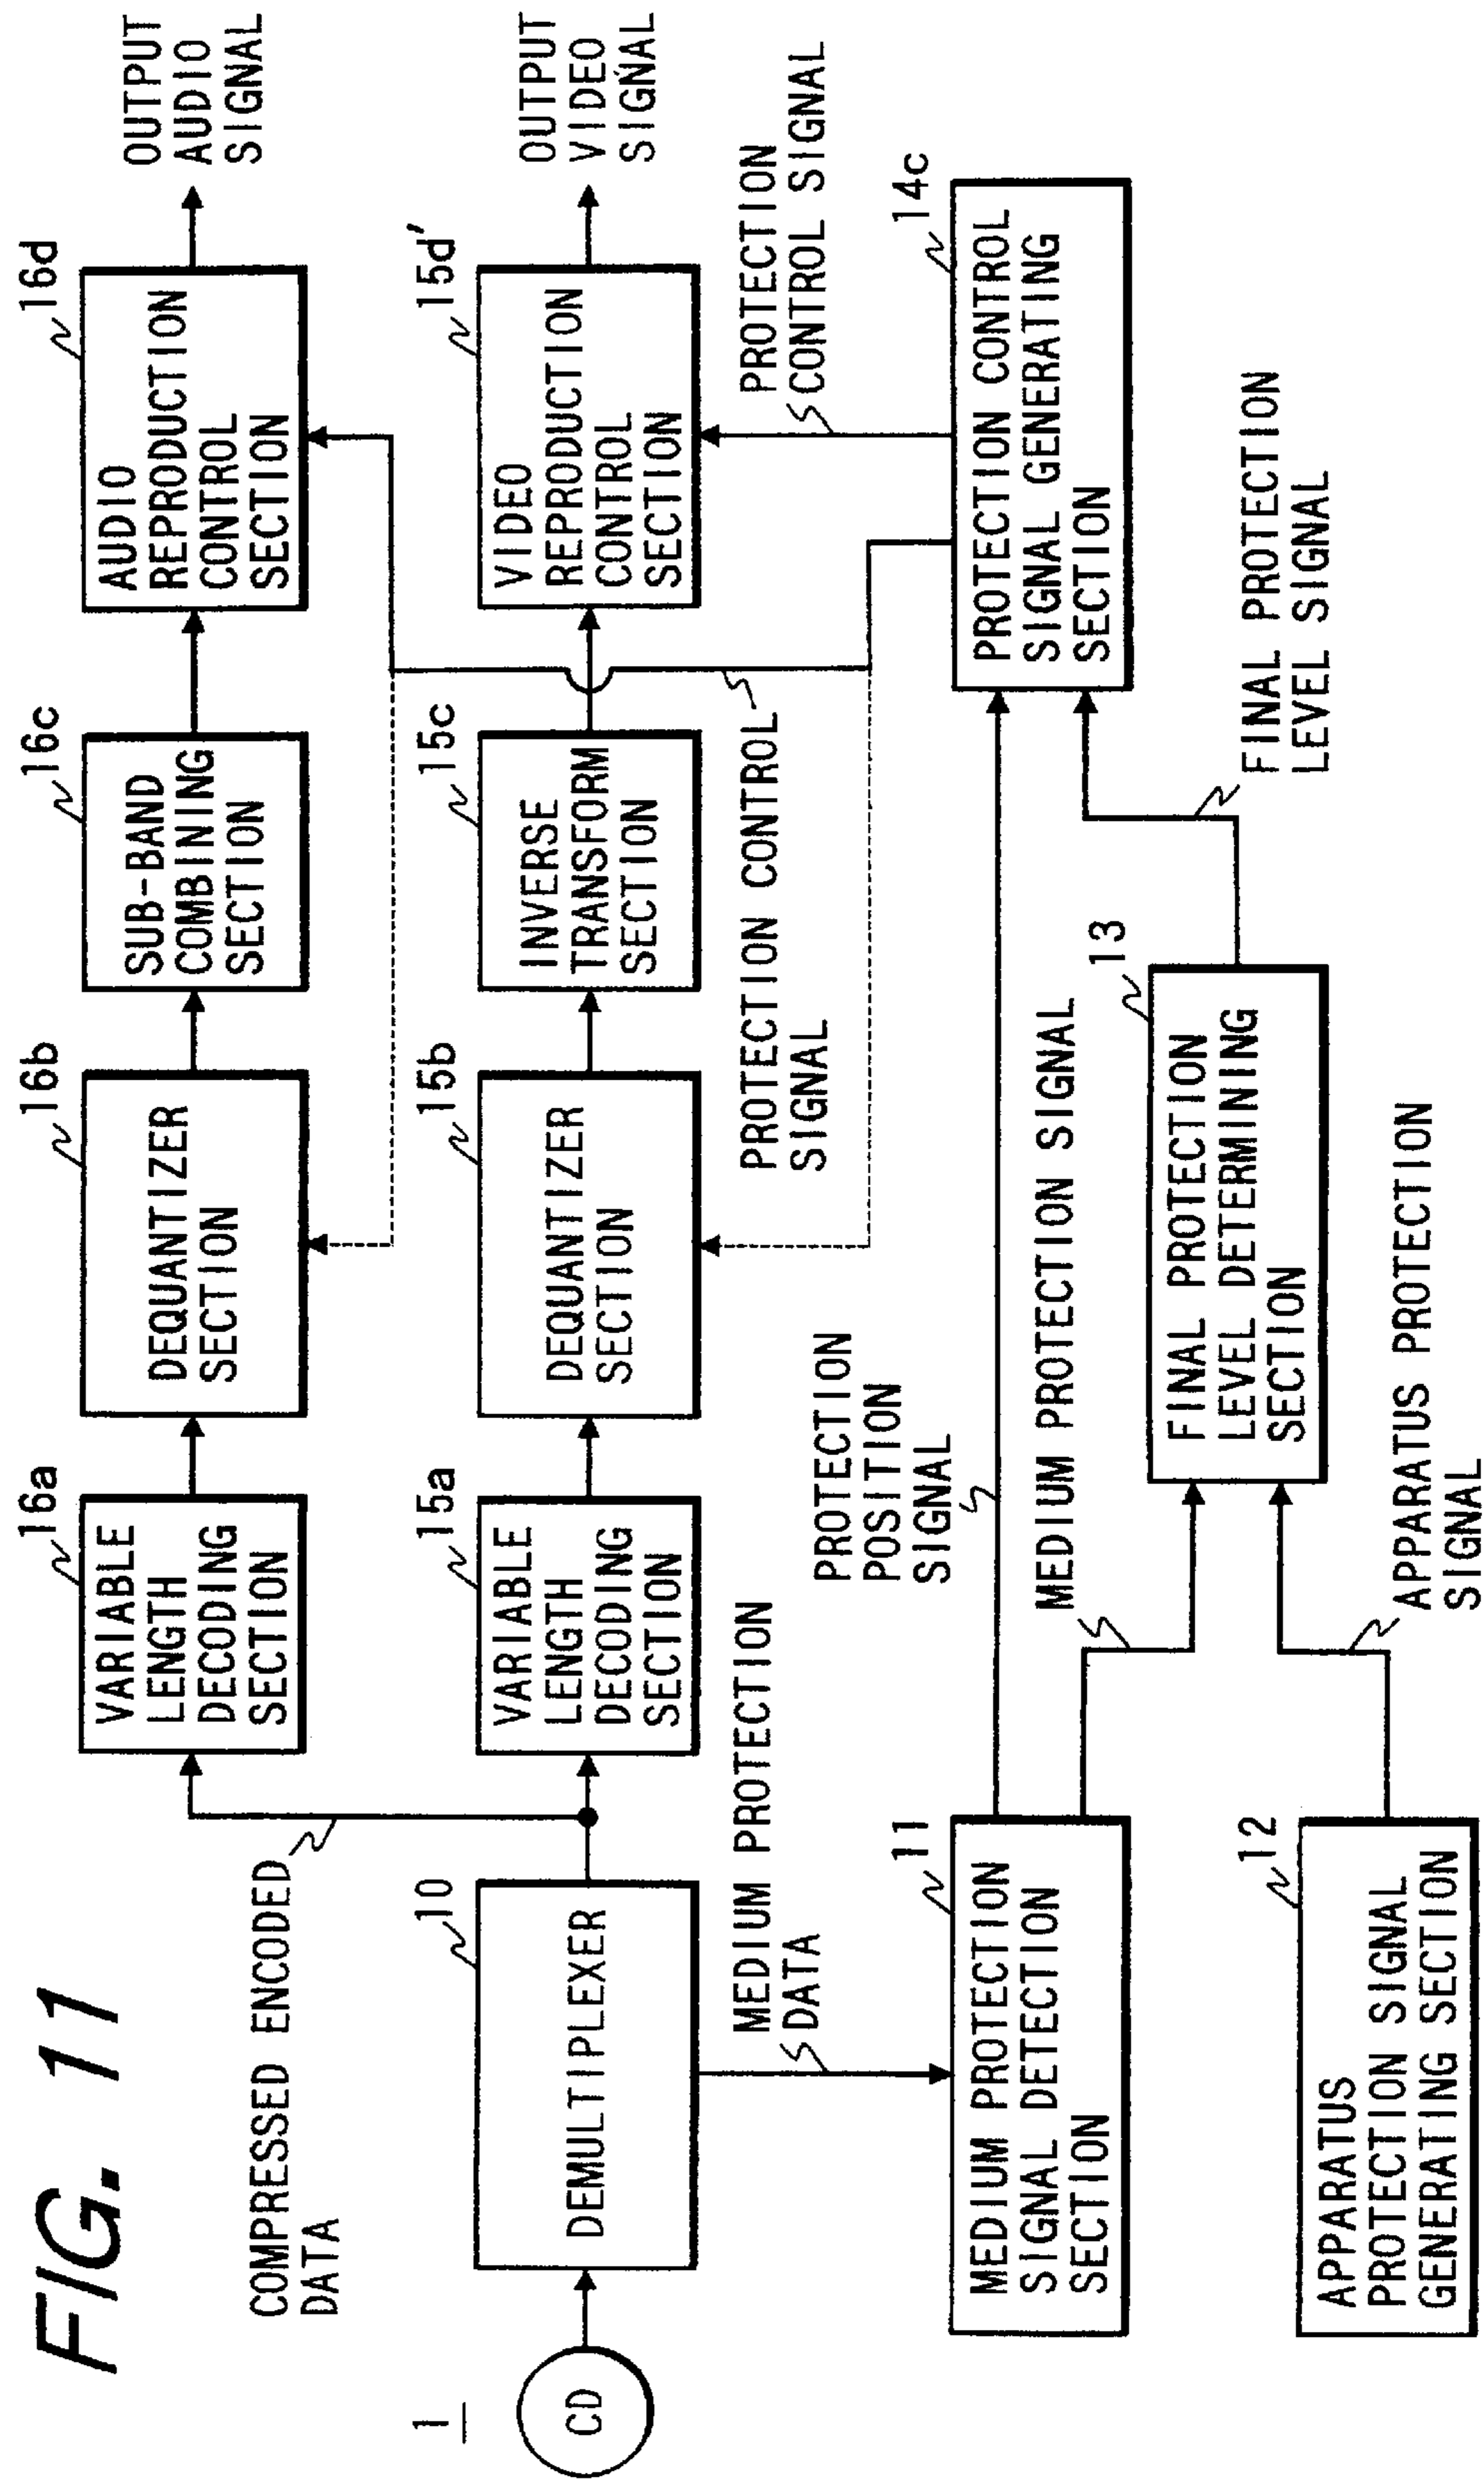 FIG. 11
1
CD
COMPRESSED ENCODED
DATA
10
DEMULTIPLEXER
MEDIUM PROTECTION
DATA
16a
VARIABLE
LENGTH
DECODING
SECTION
16b
DEQUANTIZER
SECTION
16c
SUB-BAND
COMBINING
SECTION
16d
AUDIO
REPRODUCTION
CONTROL
SECTION
OUTPUT
AUDIO
SIGNAL
15a
VARIABLE
LENGTH
DECODING
SECTION
15b
DEQUANTIZER
SECTION
15c
INVERSE
TRANSFORM
SECTION
15d'
VIDEO
REPRODUCTION
CONTROL
SECTION
OUTPUT
VIDEO
SIGNAL
PROTECTION CONTROL
SIGNAL
PROTECTION
CONTROL SIGNAL
11
MEDIUM PROTECTION
SIGNAL DETECTION
SECTION
PROTECTION
POSITION
SIGNAL
14c
PROTECTION CONTROL
SIGNAL GENERATING
SECTION
MEDIUM PROTECTION SIGNAL
13
FINAL PROTECTION
LEVEL DETERMINING
SECTION
FINAL PROTECTION
LEVEL SIGNAL
12
APPARATUS
PROTECTION SIGNAL
GENERATING SECTION
APPARATUS PROTECTION
SIGNAL